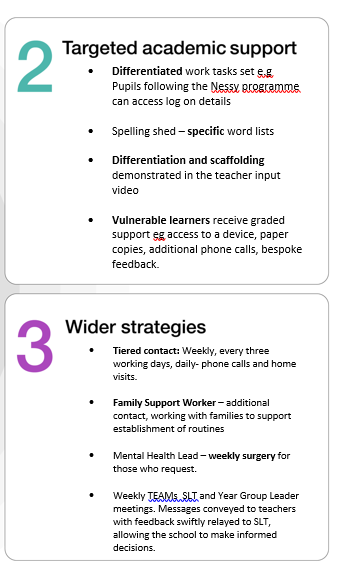 2 Targeted academic support
• Differentiated work tasks set e.g.
Pupils following the Nessy programme
can access log on details
• Spelling shed – specific word lists
• Differentiation and scaffolding
demonstrated in the teacher input
video
• Vulnerable learners receive graded
support eg access to a device, paper
copies, additional phone calls, bespoke
feedback.
3 Wider strategies
• Tiered contact: Weekly, every three
working days, daily- phone calls and home
visits.
• Family Support Worker – additional
contact, working with families to support
establishment of routines
• Mental Health Lead – weekly surgery for
those who request.
• Weekly TEAMs SLT and Year Group Leader
meetings. Messages conveyed to teachers
with feedback swiftly relayed to SLT,
allowing the school to make informed
decisions.